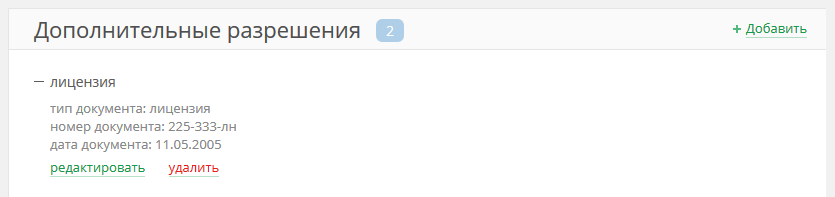 Дополнительные разрешения 2 + Добавить
— лицензия
тип документа: лицензия
номер документа: 225-333-лн
дата документа: 11.05.2005
редактировать удалить